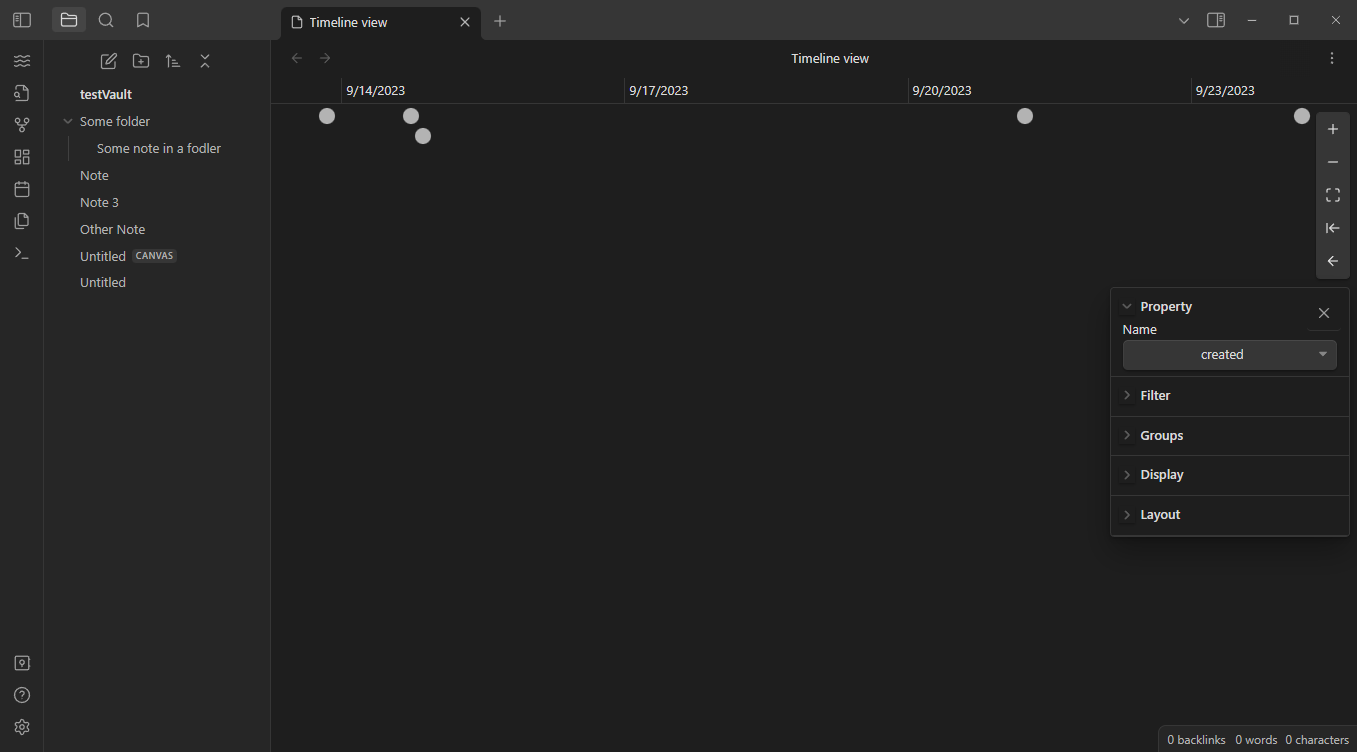 Timeline view
Timeline view
9/14/2023
9/17/2023
9/20/2023
9/23/2023
testVault
Some folder
Some note in a fodler
Note
Note 3
Other Note
Untitled CANVAS
Untitled
Property
Name
created
Filter
Groups
Display
Layout
0 backlinks 0 words 0 characters